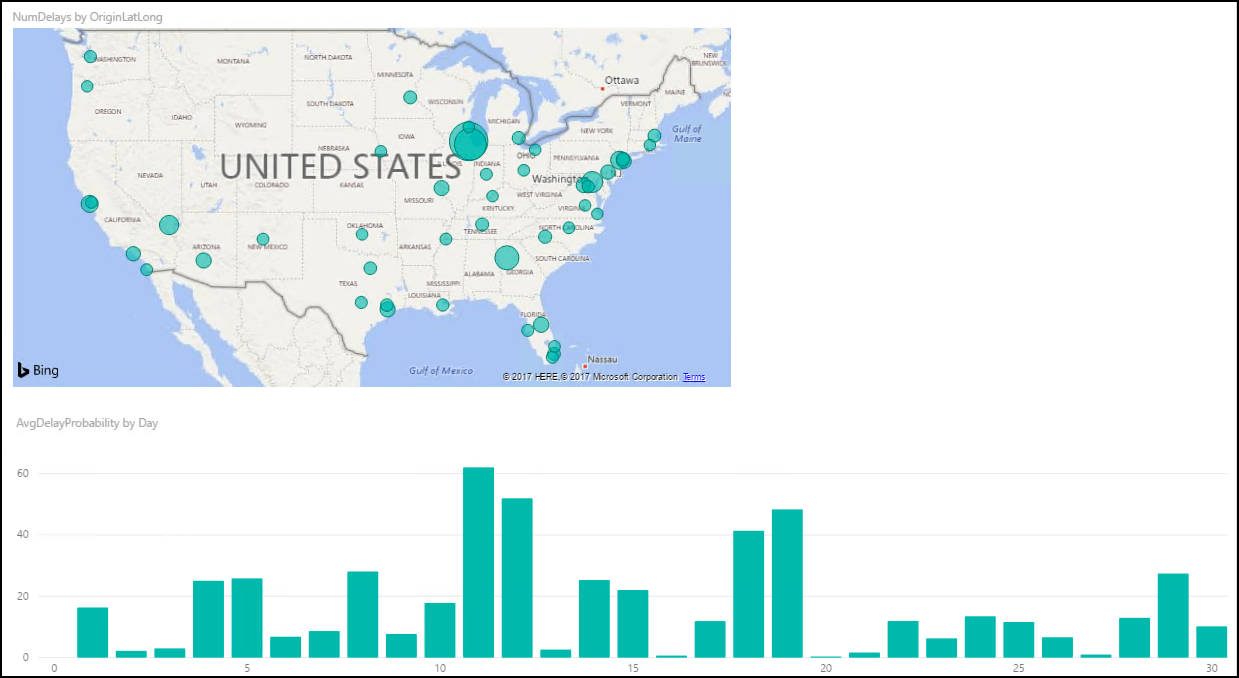 NumDelays by OriginLatLong
WASHINGTON
MONTANA
NORTH DAKOTA
MINNESOTA
Ottawa
NEW
BRUNSWICK
MAINE
VERMONT
OREGON
IDAHO
SOUTH DAKOTA
WISCONSIN
MICHIGAN
WYOMING
IOWA
NEW YORK
Gulf of
Maine
NEBRASKA
UNITED STATES
INDIANA
OHIO
PENNSYLVANIA
NEVADA
UTAH
COLORADO
KANSAS
Washington
N.J.
MISSOURI
KENTUCKY
WEST VIRGINIA
VIRGINIA
CALIFORNIA
OKLAHOMA
TENNESSEE
NORTH CAROLINA
ARIZONA
NEW MEXICO
ARKANSAS
SOUTH CAROLINA
ALABAMA
GEORGIA
TEXAS
MISSISSIPPI
LOUISIANA
FLORIDA
Nassau
Bing
Gulf of Mexico
© 2017 HERE © 2017 Microsoft Corporation Terms
AvgDelayProbability by Day
60
40
20
0
0 5 10 15 20 25 30